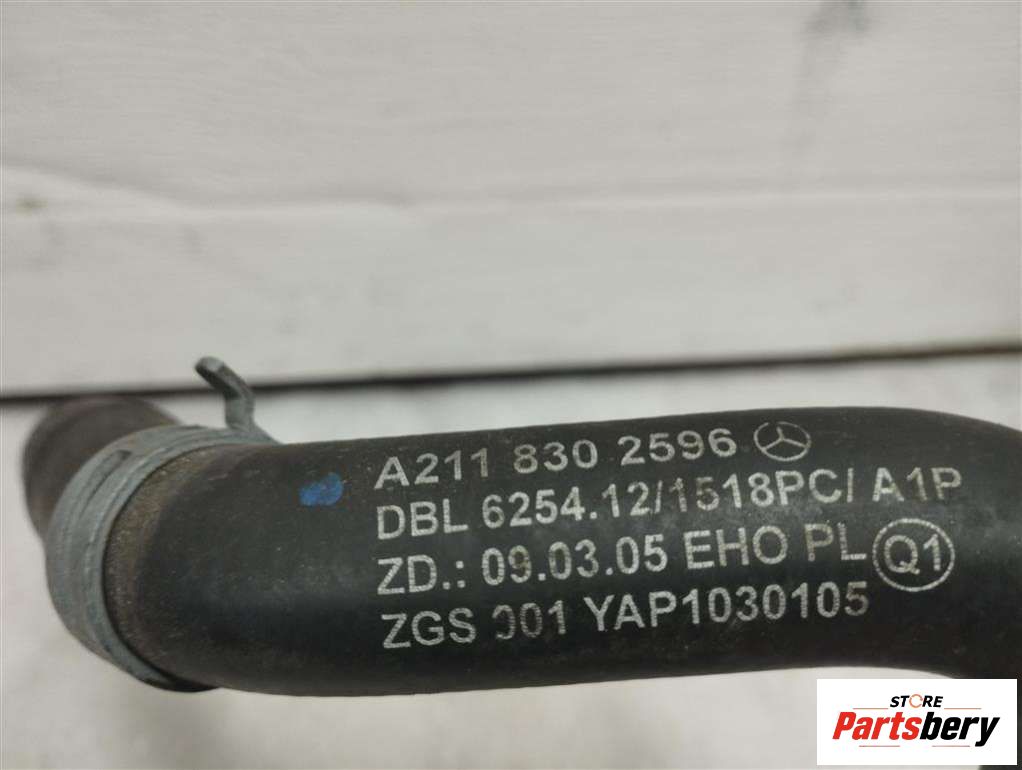 A211 830 2596
DBL 6254.12/1518PC/ A1P
ZD.: 09.03.05 EHO PL Q1
ZGS 001 YAP1030105
STORE
Partsbery